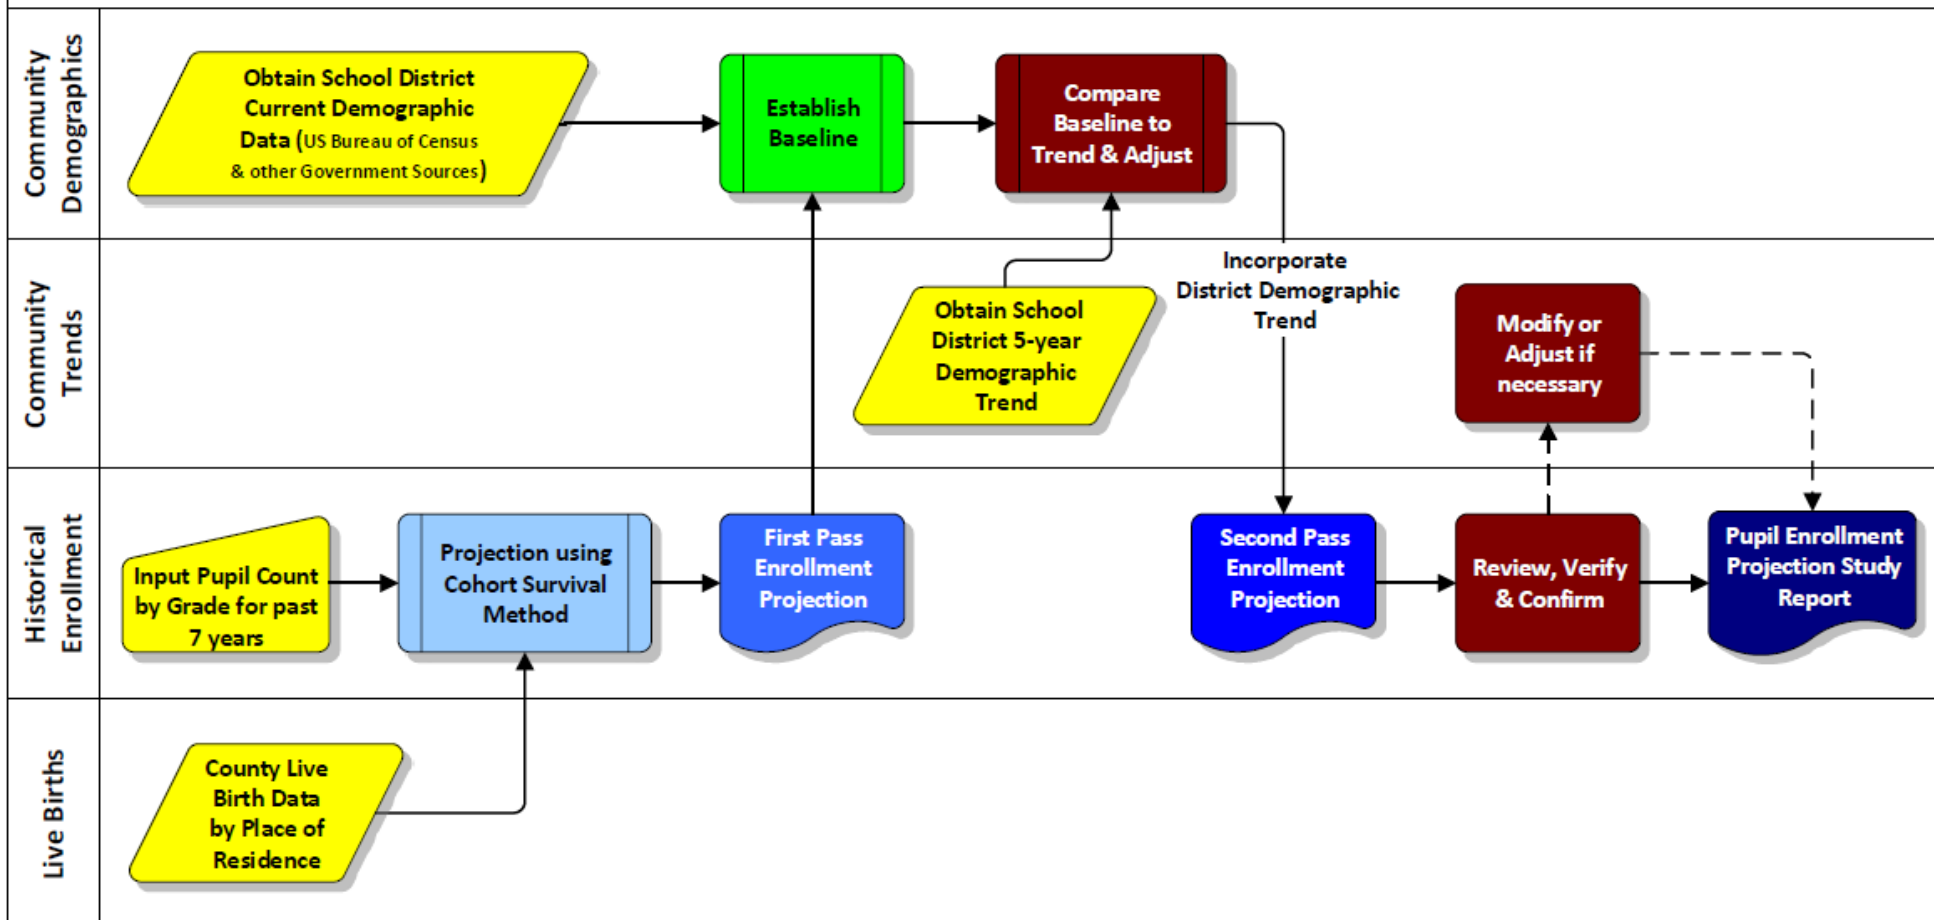 Community
Demographics
Obtain School District
Current Demographic
Data (US Bureau of Census
& other Government Sources)
Establish
Baseline
Compare
Baseline to
Trend & Adjust
Community
Trends
Obtain School
District 5-year
Demographic
Trend
Incorporate
District Demographic
Trend
Modify or
Adjust if
necessary
Historical
Enrollment
Input Pupil Count
by Grade for past
7 years
Projection using
Cohort Survival
Method
First Pass
Enrollment
Projection
Second Pass
Enrollment
Projection
Review, Verify
& Confirm
Pupil Enrollment
Projection Study
Report
Live Births
County Live
Birth Data
by Place of
Residence